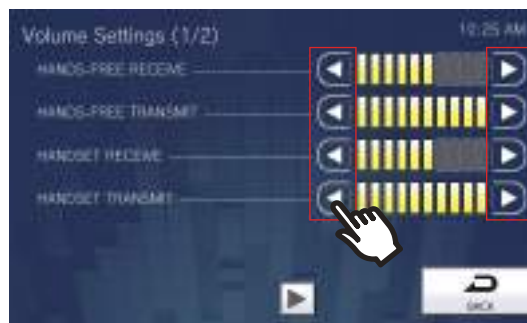 Volume Settings (1/2)
10:25 AM
HANDS-FREE RECEIVE
HANDS-FREE TRANSMIT
HANDSET RECEIVE
HANDSET TRANSMIT
BACK